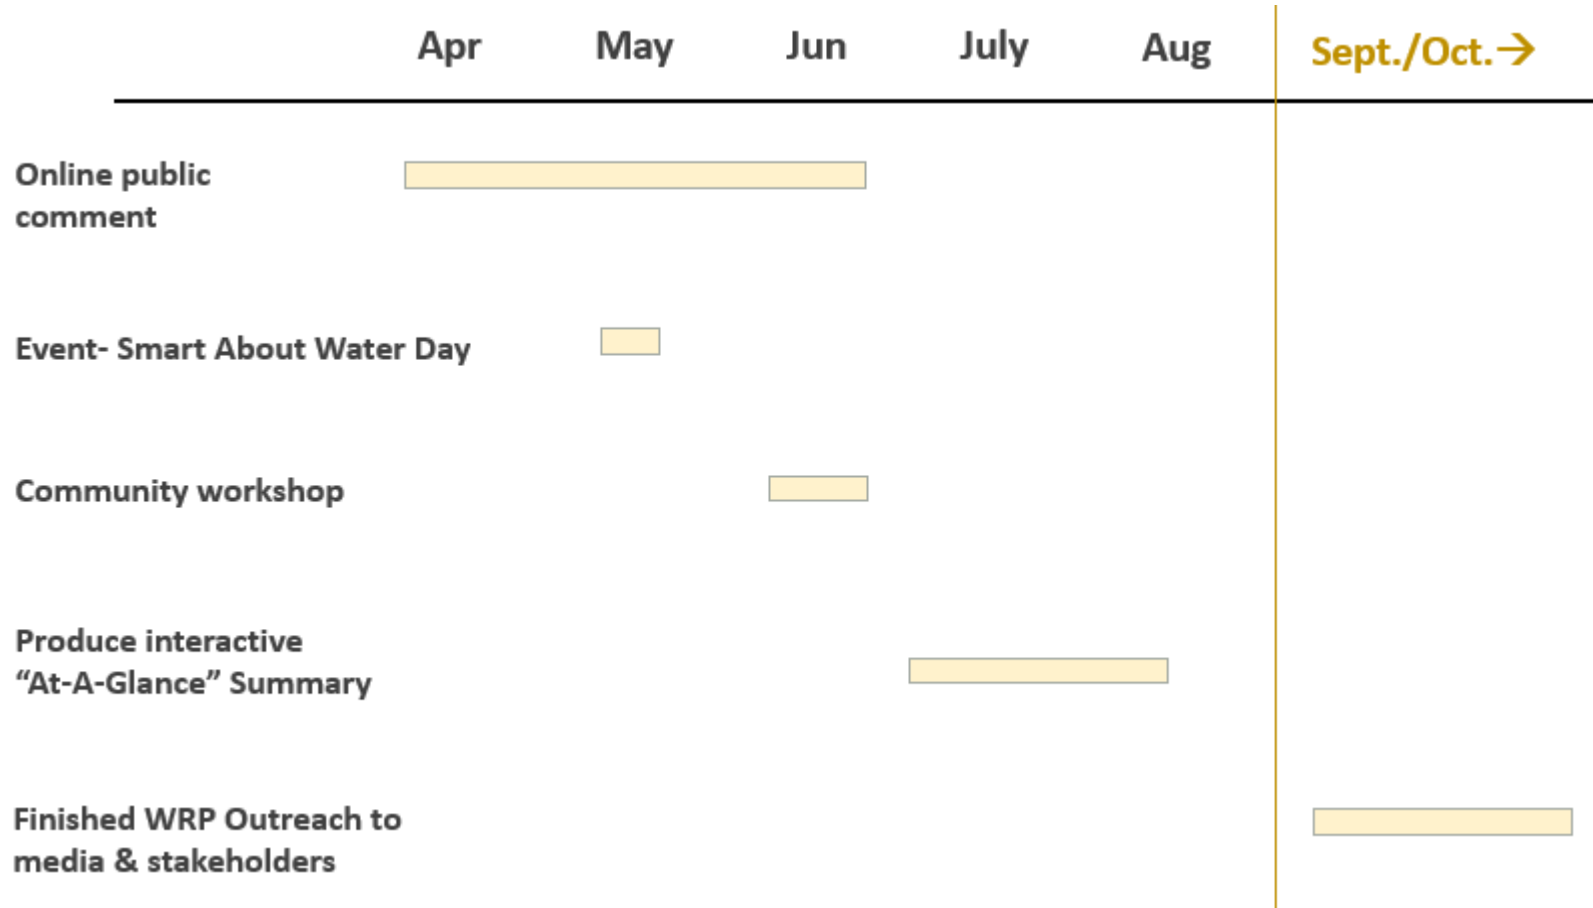 Apr May Jun July Aug Sept./Oct.→
Online public
comment
Event- Smart About Water Day
Community workshop
Produce interactive
“At-A-Glance” Summary
Finished WRP Outreach to
media & stakeholders